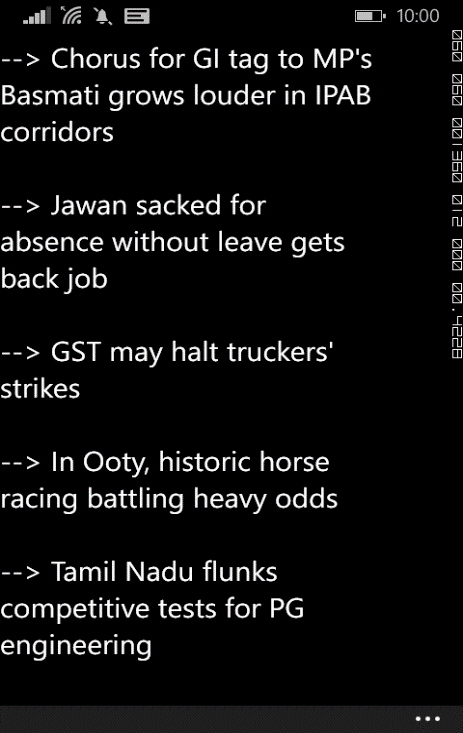 10:00
--> Chorus for GI tag to MP's
Basmati grows louder in IPAB
corridors
--> Jawan sacked for
absence without leave gets
back job
--> GST may halt truckers'
strikes
--> In Ooty, historic horse
racing battling heavy odds
--> Tamil Nadu flunks
competitive tests for PG
engineering